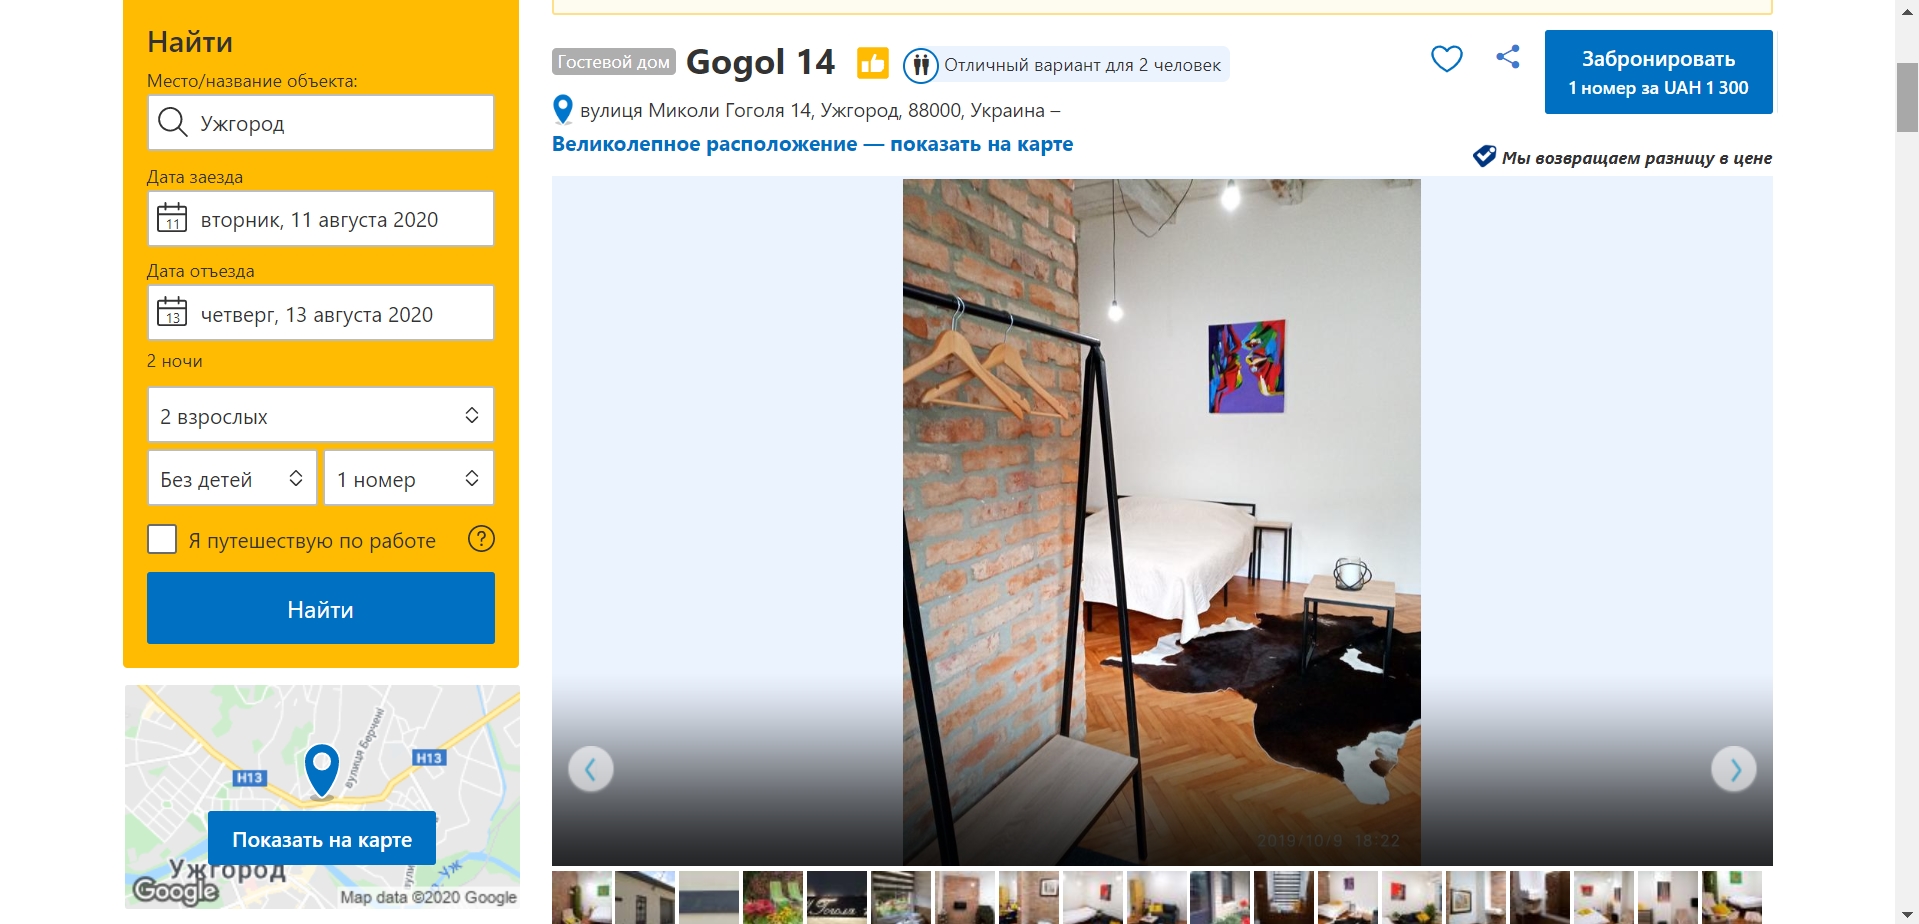 Найти
Место/название объекта:
Ужгород
Дата заезда
11
вторник, 11 августа 2020
Дата отъезда
13
четверг, 13 августа 2020
2 ночи
2 взрослых
Без детей
1 номер
Я путешествую по работе
?
Найти
вулиця Берчені
H13
H13
Показать на карте
Ужгород
Уж
Google
Map data ©2020 Google
Гостевой дом
Gogol 14
Отличный вариант для 2 человек
Забронировать
1 номер за UAH 1 300
вулиця Миколи Гоголя 14, Ужгород, 88000, Украина –
Великолепное расположение — показать на карте
Мы возвращаем разницу в цене
2019/10/9 18:22
Гоголя